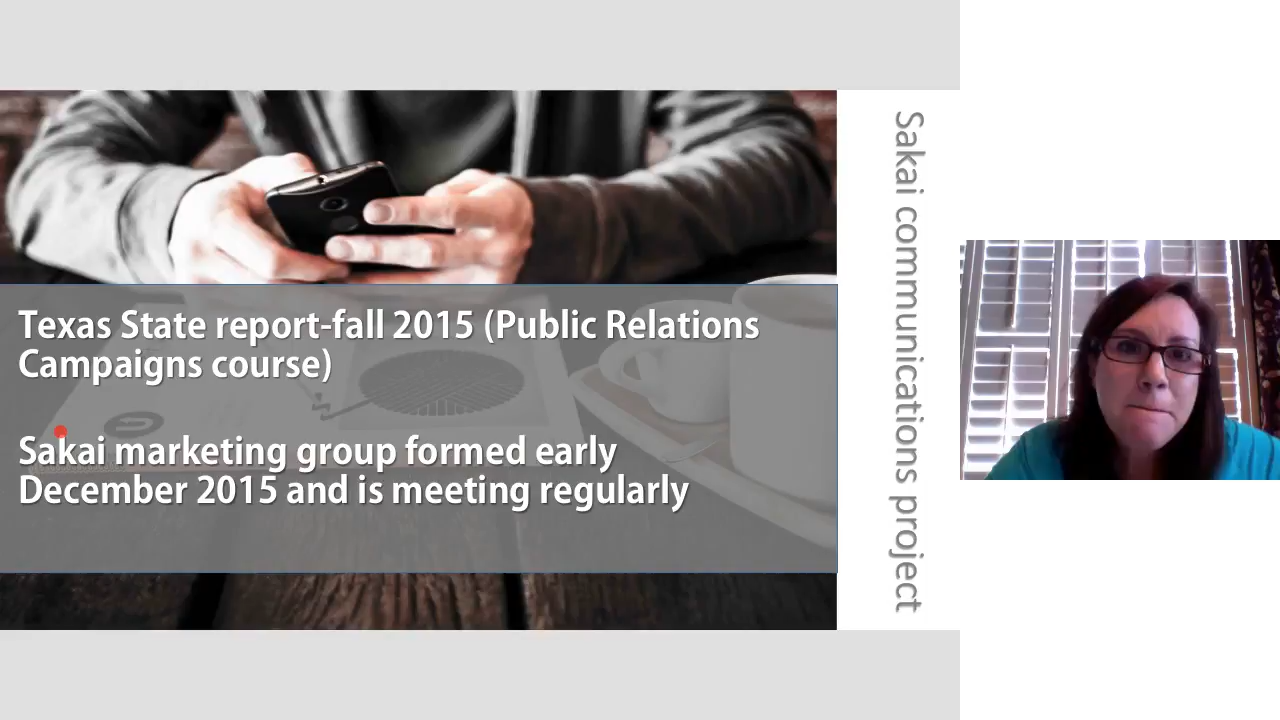 Texas State report-fall 2015 (Public Relations
Campaigns course)
Sakai marketing group formed early
December 2015 and is meeting regularly
Sakai communications project